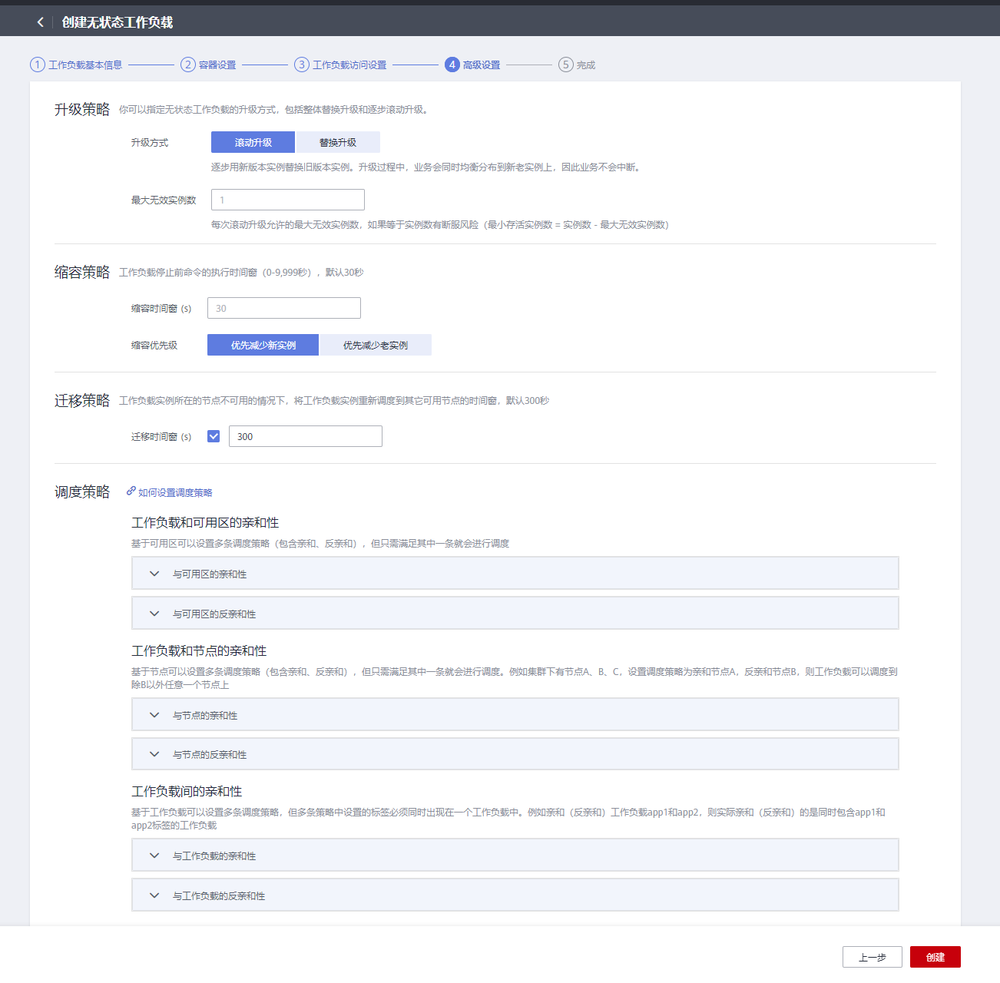 创建无状态工作负载
1 工作负载基本信息 2 容器设置 3 工作负载访问设置 4 高级设置 5 完成
升级策略 你可以指定无状态工作负载的升级方式，包括整体替换升级和逐步滚动升级。
升级方式 滚动升级 替换升级
逐步用新版本实例替换旧版本实例。升级过程中，业务会同时均衡分布到新老实例上，因此业务不会中断。
最大无效实例数 1
每次滚动升级允许的最大无效实例数，如果等于实例数有断服风险（最小存活实例数 = 实例数 - 最大无效实例数）
缩容策略 工作负载停止前命令的执行时间窗（0-9,999秒），默认30秒
缩容时间窗 (s) 30
缩容优先级 优先减少新实例 优先减少老实例
迁移策略 工作负载实例所在的节点不可用的情况下，将工作负载实例重新调度到其它可用节点的时间窗，默认300秒
迁移时间窗 (s) 300
调度策略 如何设置调度策略
工作负载和可用区的亲和性
基于可用区可以设置多条调度策略（包含亲和、反亲和），但只需满足其中一条就会进行调度
与可用区的亲和性
与可用区的反亲和性
工作负载和节点的亲和性
基于节点可以设置多条调度策略（包含亲和、反亲和），但只需满足其中一条就会进行调度。例如集群下有节点A、B、C，设置调度策略为亲和节点A，反亲和节点B，则工作负载可以调度到
除B以外任意一个节点上
与节点的亲和性
与节点的反亲和性
工作负载间的亲和性
基于工作负载可以设置多条调度策略，但多条策略中设置的标签必须同时出现在一个工作负载中。例如亲和（反亲和）工作负载app1和app2，则实际亲和（反亲和）的是同时包含app1和
app2标签的工作负载
与工作负载的亲和性
与工作负载的反亲和性
上一步 创建